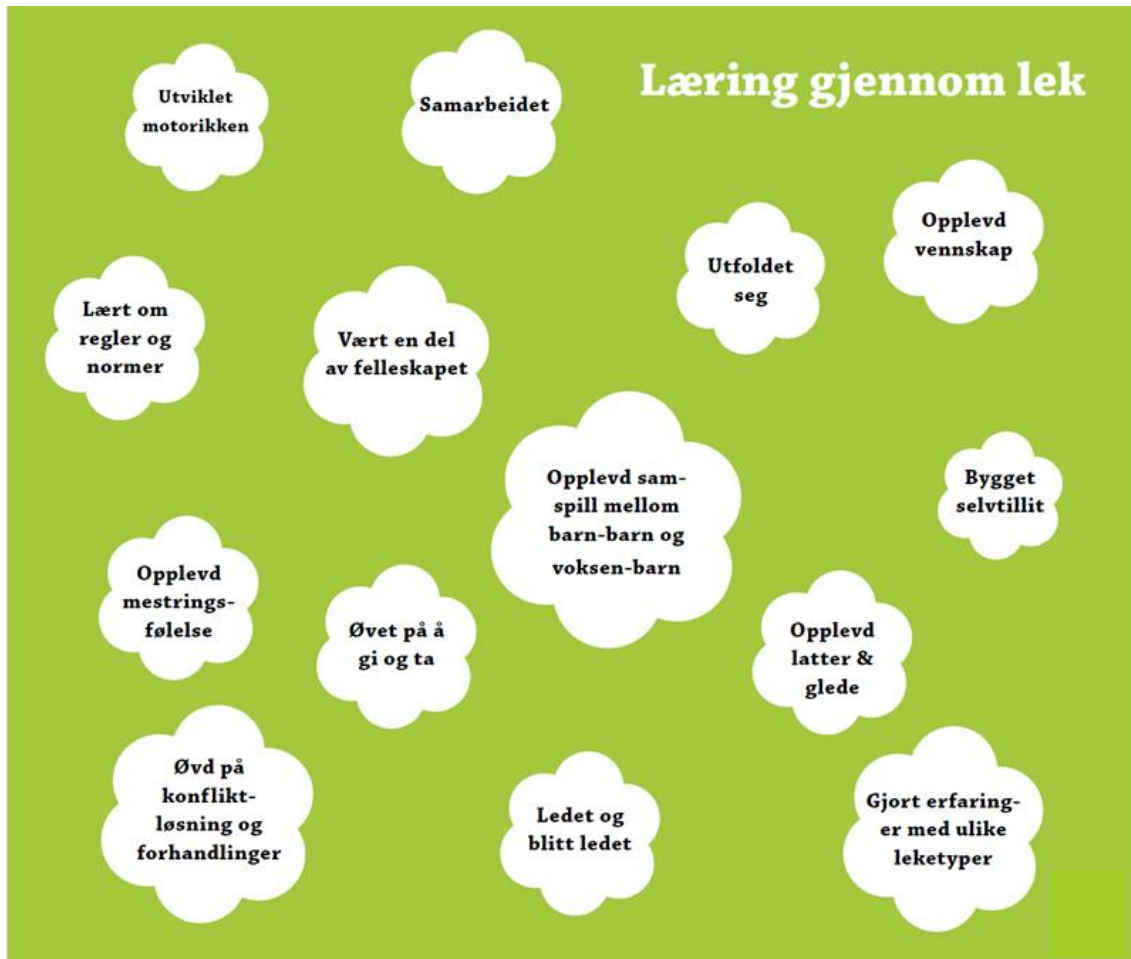 Læring gjennom lek
Utviklet
motorikken
Samarbeidet
Opplevd
vennskap
Utfoldet
seg
Lært om
regler og
normer
Vært en del
av felleskapet
Opplevd sam-
spill mellom
barn-barn og
voksen-barn
Bygget
selvtillit
Opplevd
mestrings-
følelse
Øvet på å
gi og ta
Opplevd
latter &
glede
Øvd på
konflikt-
løsning og
forhandlinger
Ledet og
blitt ledet
Gjort erfaring-
er med ulike
leketyper